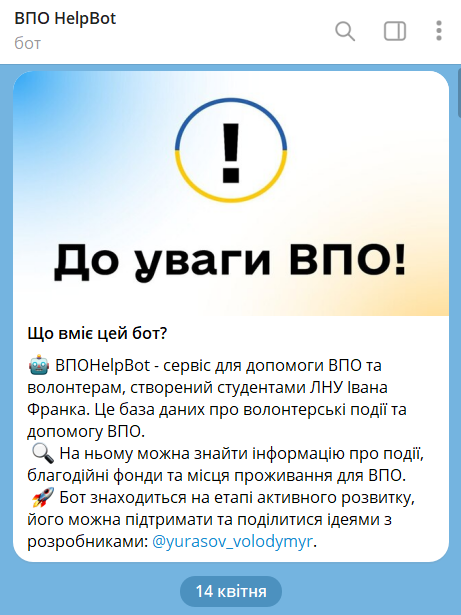 ВПО HelpBot
бот
!
До уваги ВПО!
Що вміє цей бот?
🤖 ВПОHelpBot - сервіс для допомоги ВПО та
волонтерам, створений студентами ЛНУ Івана
Франка. Це база даних про волонтерські події та
допомогу ВПО.
🔍 На ньому можна знайти інформацію про події,
благодійні фонди та місця проживання для ВПО.
🚀 Бот знаходиться на етапі активного розвитку,
його можна підтримати та поділитися ідеями з
розробниками: @yurasov_volodymyr.
14 квітня